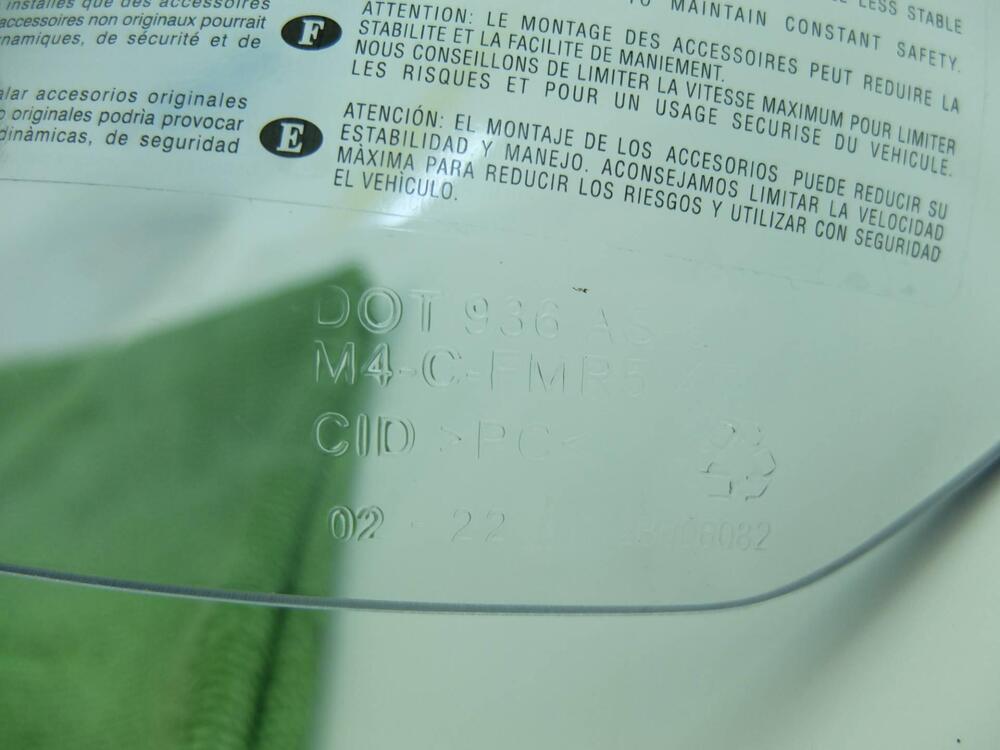 installés que des accessoires
accessoires non originaux pourrait
namiques, de sécurité et de
F
LESS STABLE
MAINTAIN CONSTANT SAFETY.
ATTENTION: LE MONTAGE DES ACCESSOIRES PEUT REDUIRE LA
STABILITE ET LA FACILITE DE MANIEMENT.
NOUS CONSEILLONS DE LIMITER LA VITESSE MAXIMUM POUR LIMITER
LES RISQUES ET POUR UN USAGE SECURISE DU VEHICULE.
alar accesorios originales
o originales podria provocar
dinàmicas, de seguridad
E
ATENCIÓN: EL MONTAJE DE LOS ACCESORIOS PUEDE REDUCIR SU
ESTABILIDAD Y MANEJO. ACONSEJAMOS LIMITAR LA VELOCIDAD
MÀXIMA PARA REDUCIR LOS RIESGOS Y UTILIZAR CON SEGURIDAD
EL VEHÌCULO.
DOT 936 AS-
M4-C-FMR5
CID >PC<
02 - 22